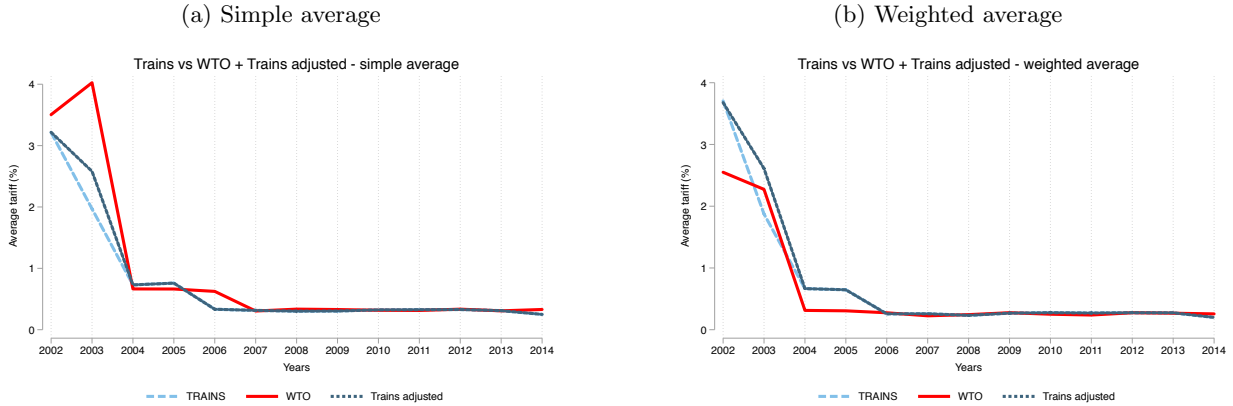 (a) Simple average
Trains vs WTO + Trains adjusted - simple average
Average tariff (%)
4
3
2
1
0
2002 2003 2004 2005 2006 2007 2008 2009 2010 2011 2012 2013 2014
Years
TRAINS WTO Trains adjusted
(b) Weighted average
Trains vs WTO + Trains adjusted - weighted average
Average tariff (%)
4
3
2
1
0
2002 2003 2004 2005 2006 2007 2008 2009 2010 2011 2012 2013 2014
Years
TRAINS WTO Trains adjusted